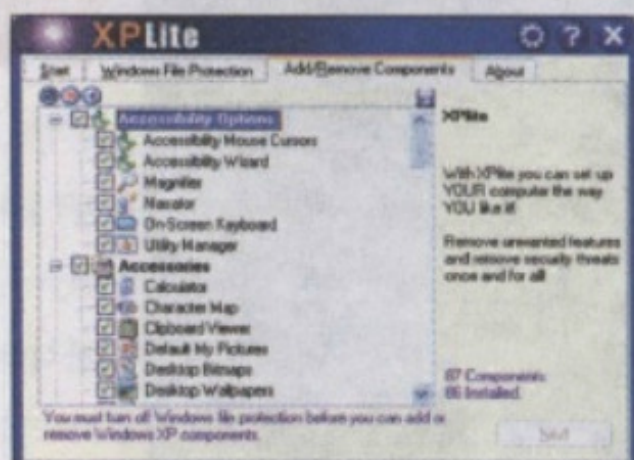 XPLite
Start Windows File Protection Add/Remove Components About
Accessibility Options
Accessibility Mouse Cursors
Accessibility Wizard
Magnifier
Narrator
On-Screen Keyboard
Utility Manager
Accessories
Calculator
Character Map
Clipboard Viewer
Default My Pictures
Desktop Bitmaps
Desktop Wallpapers
XPlite
With XPlite you can set up
YOUR computer the way
YOU like it!
Remove unwanted features
and remove security threats
once and for all
87 Components
86 Installed.
You must turn off Windows file protection before you can add or
remove Windows XP components.
Next